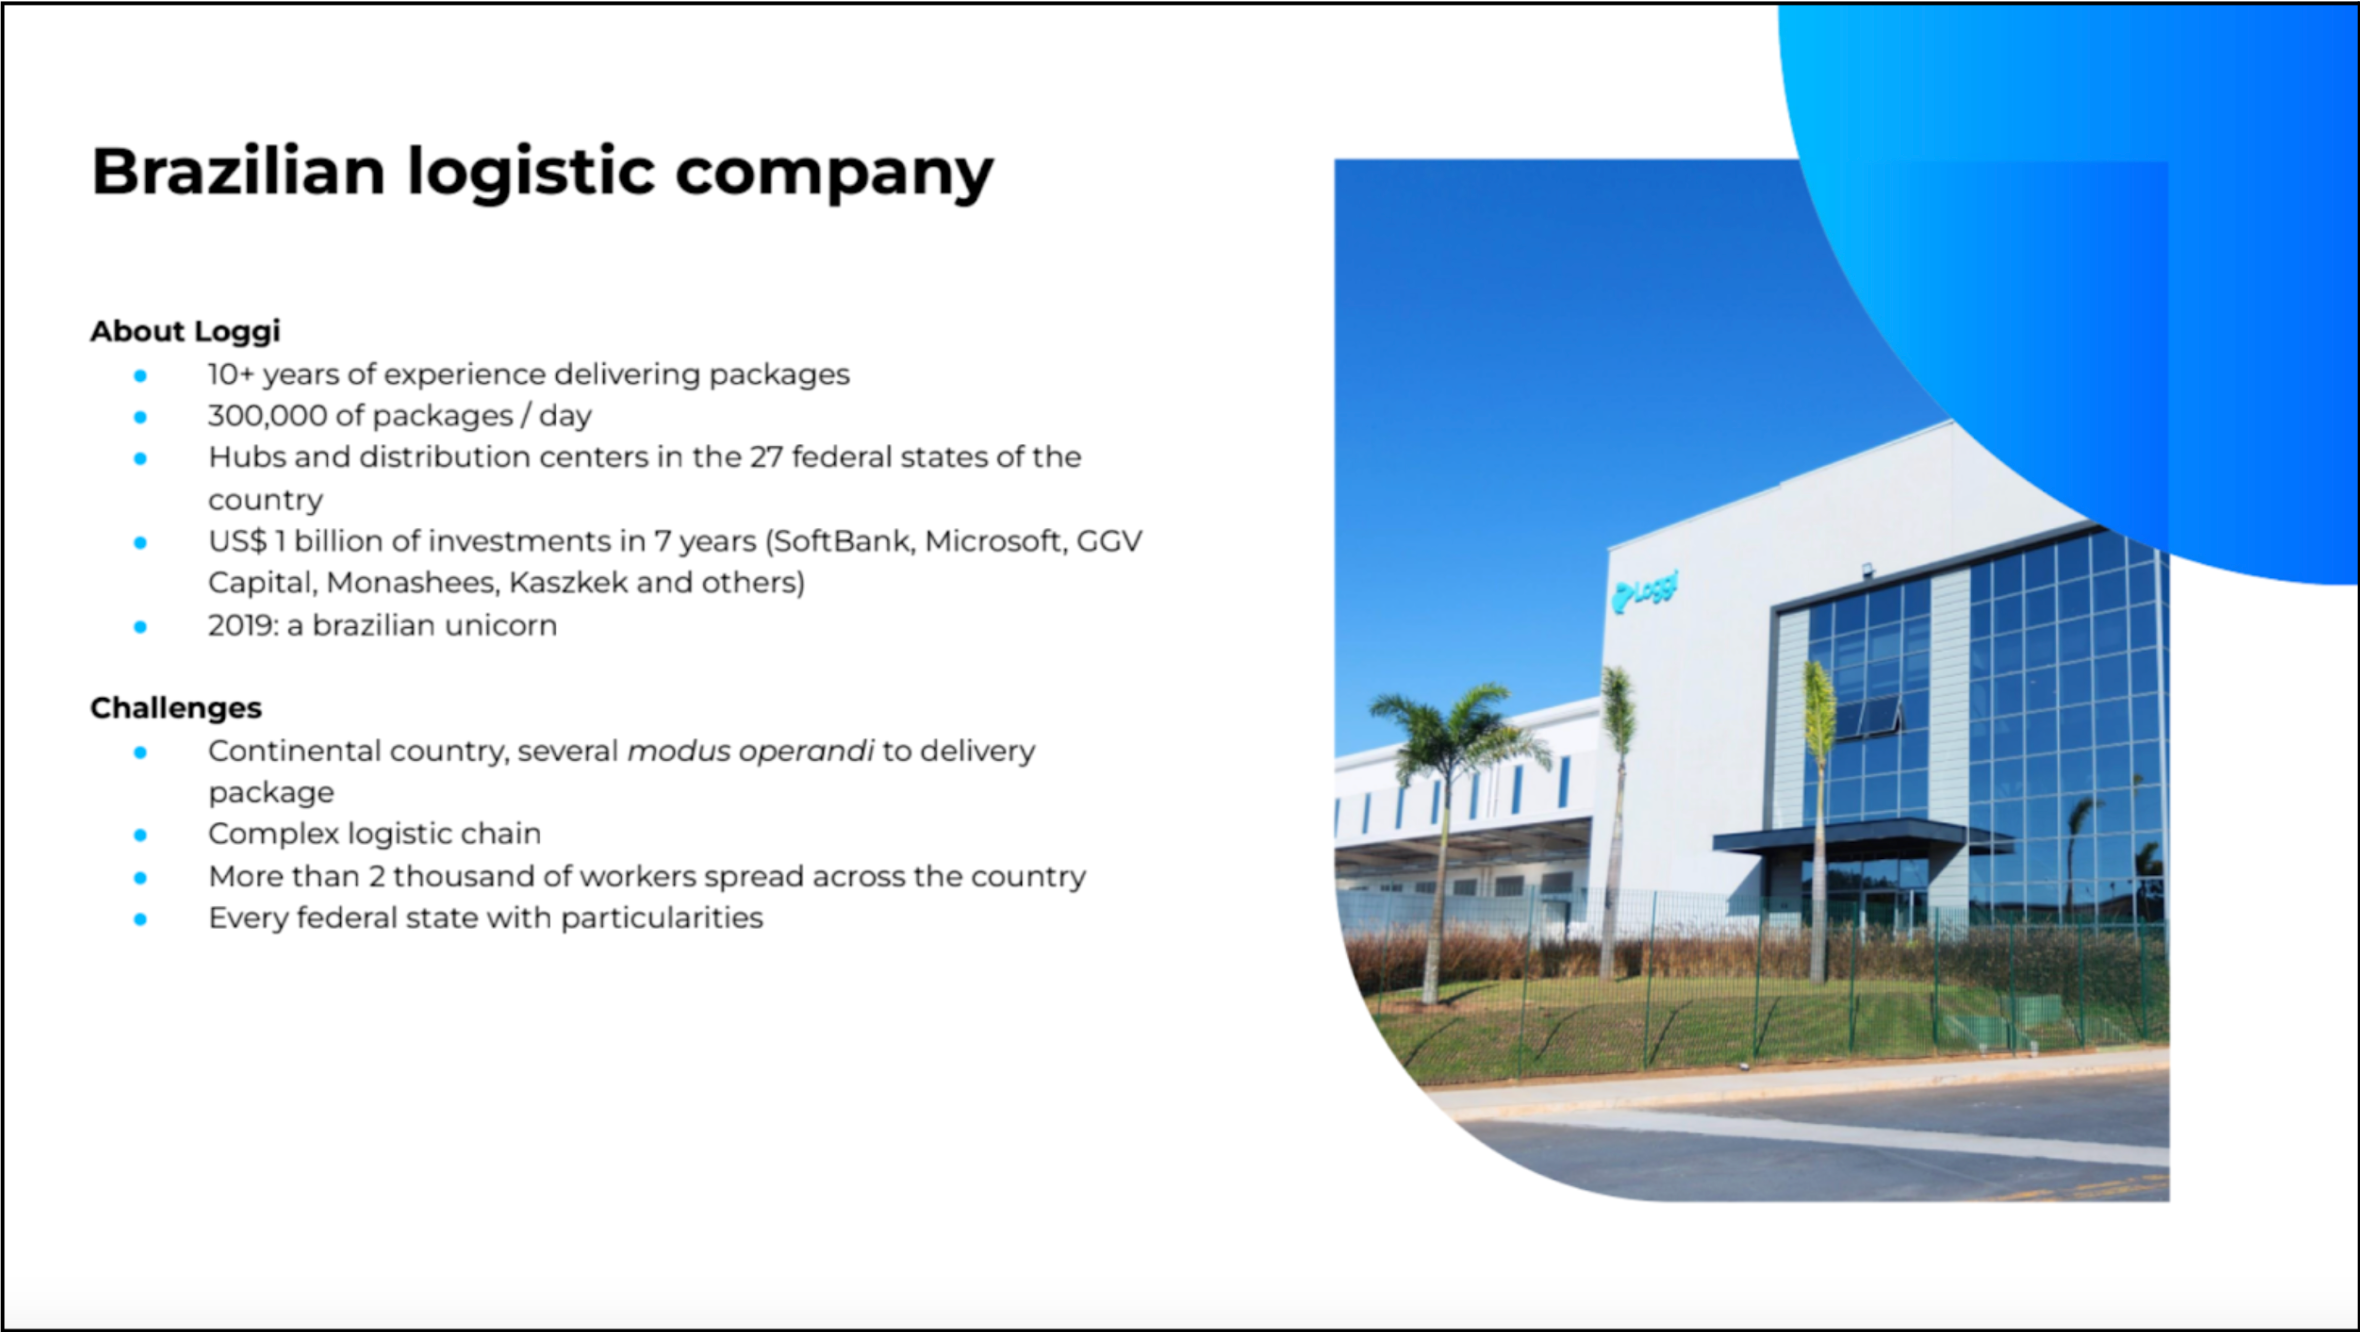 Brazilian logistic company
About Loggi
● 10+ years of experience delivering packages
● 300,000 of packages / day
● Hubs and distribution centers in the 27 federal states of the
country
● US$ 1 billion of investments in 7 years (SoftBank, Microsoft, GGV
Capital, Monashees, Kaszkek and others)
● 2019: a brazilian unicorn
Challenges
● Continental country, several modus operandi to delivery
package
● Complex logistic chain
● More than 2 thousand of workers spread across the country
● Every federal state with particularities
Loggi